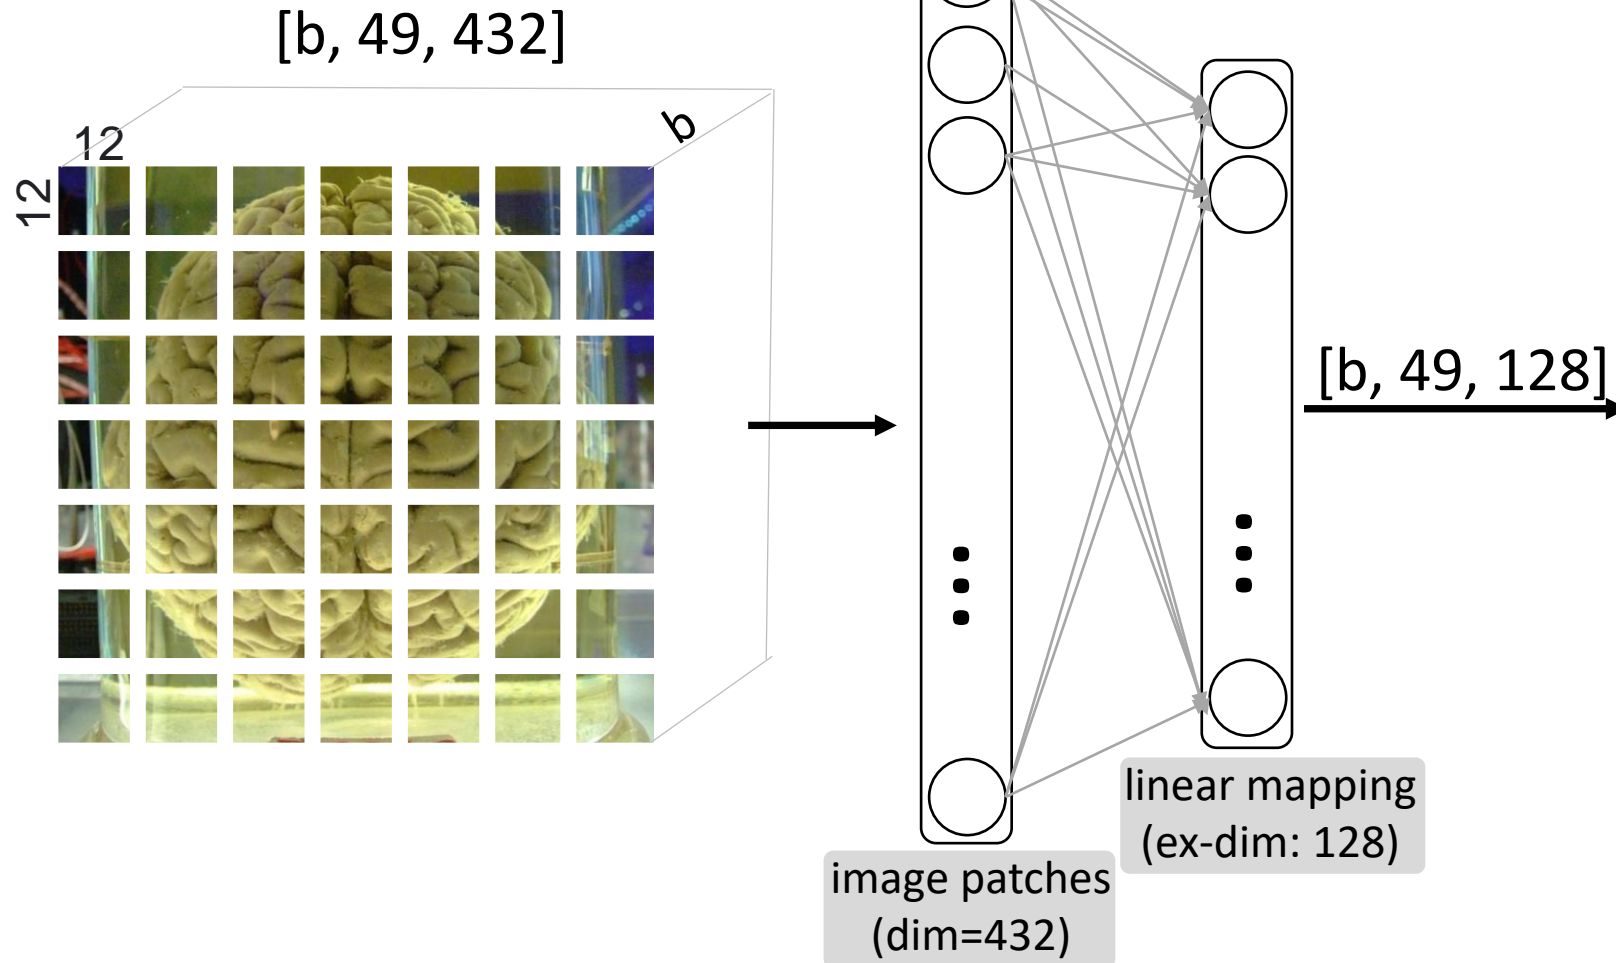 [b, 49, 432]
12
12
b
[b, 49, 128]
linear mapping
(ex-dim: 128)
image patches
(dim=432)